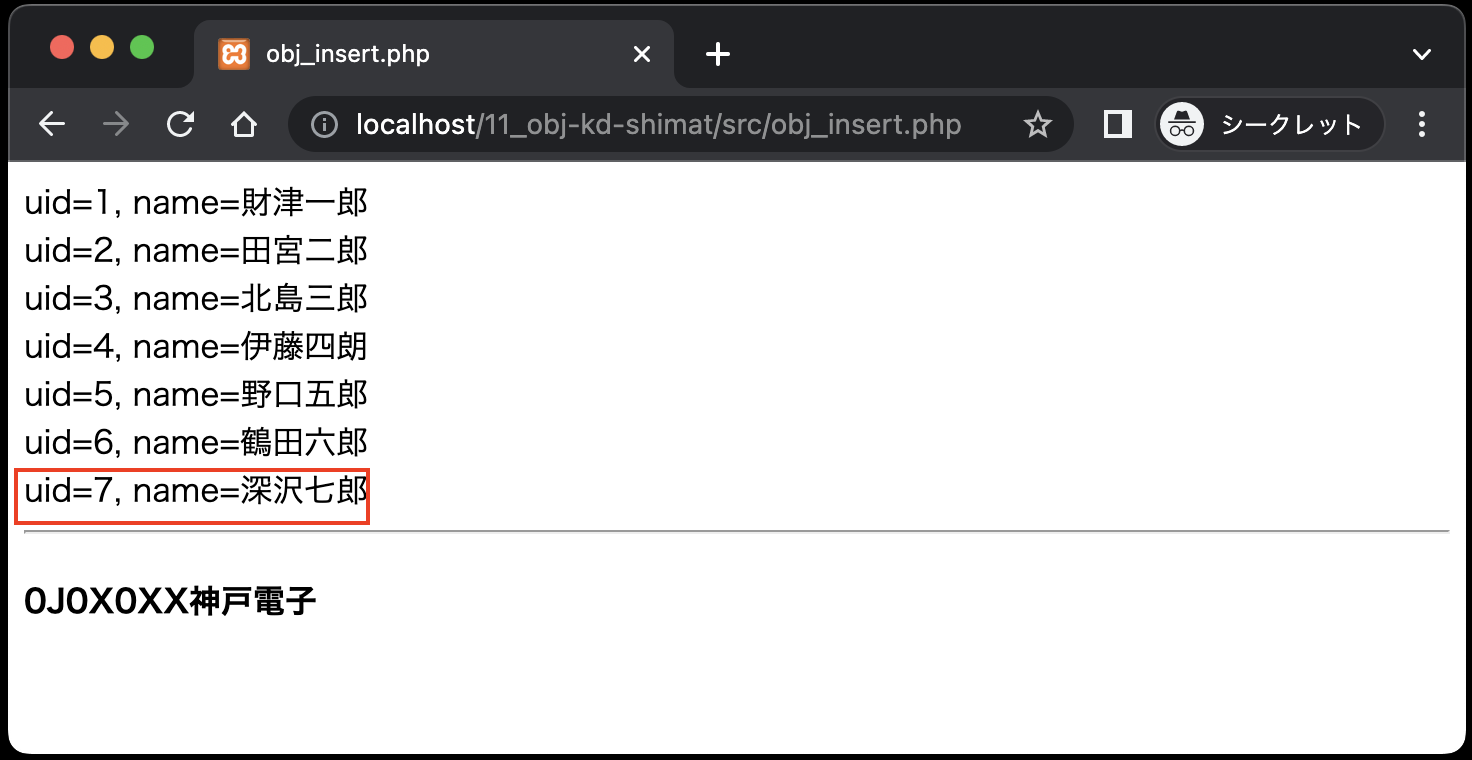 obj_insert.php
localhost/11_obj-kd-shimat/src/obj_insert.php
シークレット
uid=1, name=財津一郎
uid=2, name=田宮二郎
uid=3, name=北島三郎
uid=4, name=伊藤四朗
uid=5, name=野口五郎
uid=6, name=鶴田六郎
uid=7, name=深沢七郎
0J0X0XX神戸電子